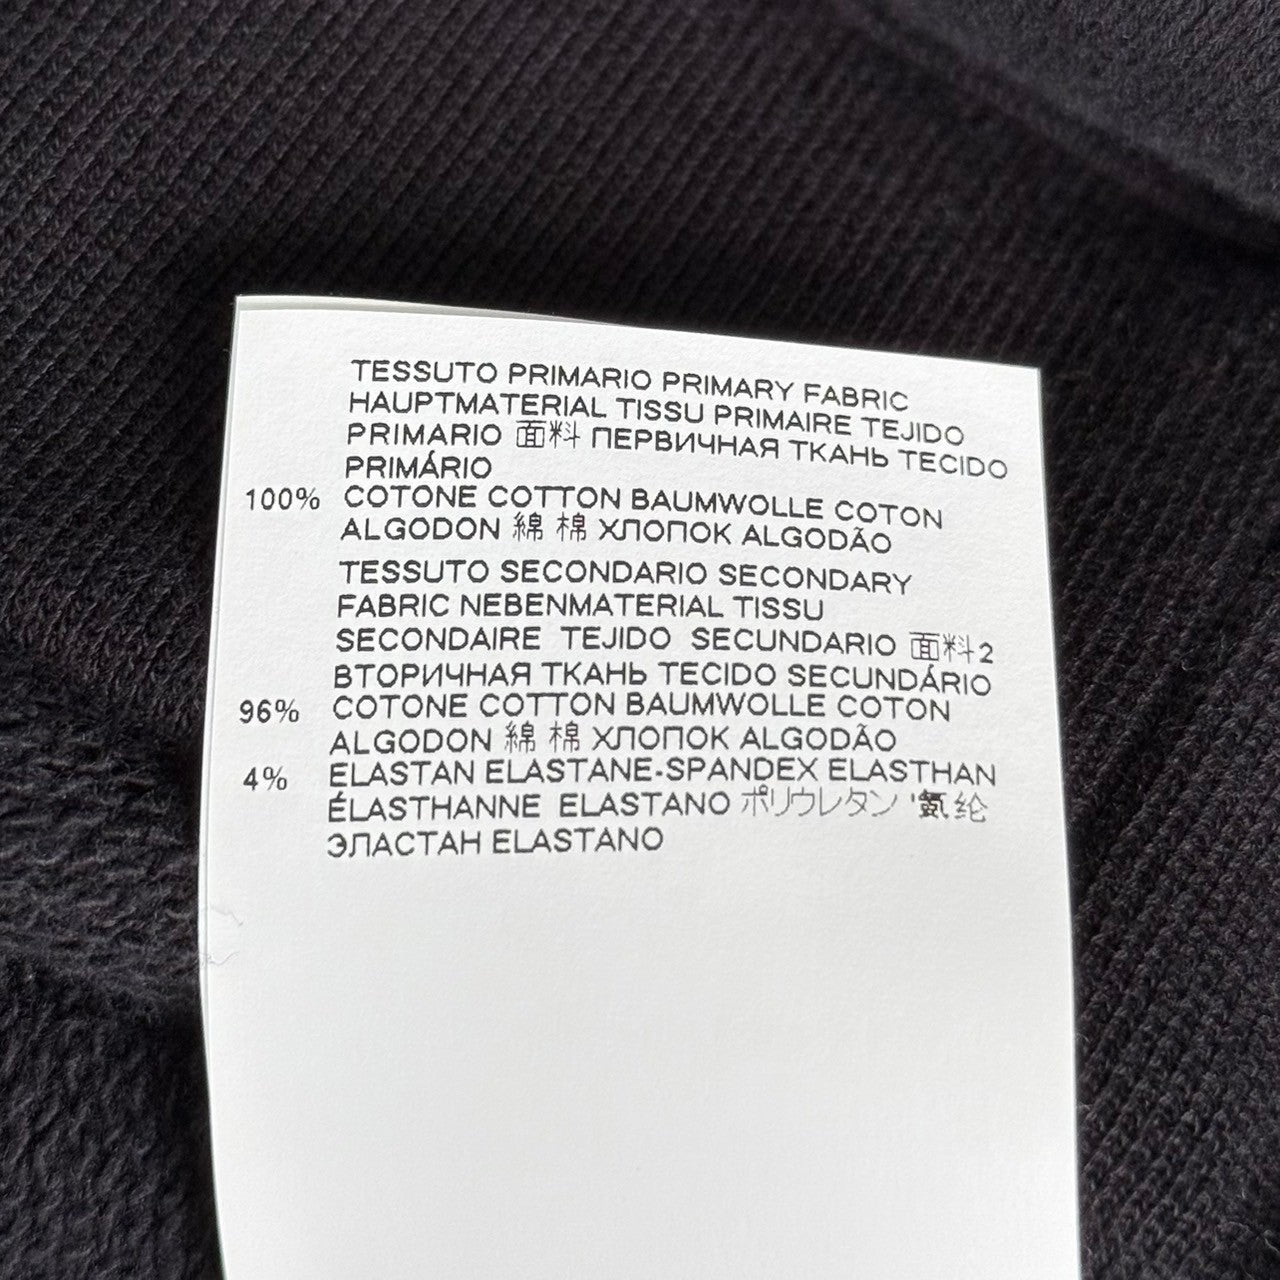 TESSUTO PRIMARIO PRIMARY FABRIC
HAUPTMATERIAL TISSU PRIMAIRE TEJIDO
PRIMARIO 面料 ПЕРВИЧНАЯ ТКАНЬ TECIDO
PRIMÁRIO
100% COTONE COTTON BAUMWOLLE COTON
ALGODON 綿 棉 ХЛОПОК ALGODÃO
TESSUTO SECONDARIO SECONDARY
FABRIC NEBENMATERIAL TISSU
SECONDAIRE TEJIDO SECUNDARIO 面料2
ВТОРИЧНАЯ ТКАНЬ TECIDO SECUNDÁRIO
96% COTONE COTTON BAUMWOLLE COTON
ALGODON 綿 棉 ХЛОПОК ALGODÃO
4% ELASTAN ELASTANE-SPANDEX ELASTHAN
ÉLASTHANNE ELASTANO ポリウレタン '氨纶
ЭЛАСТАН ELASTANO